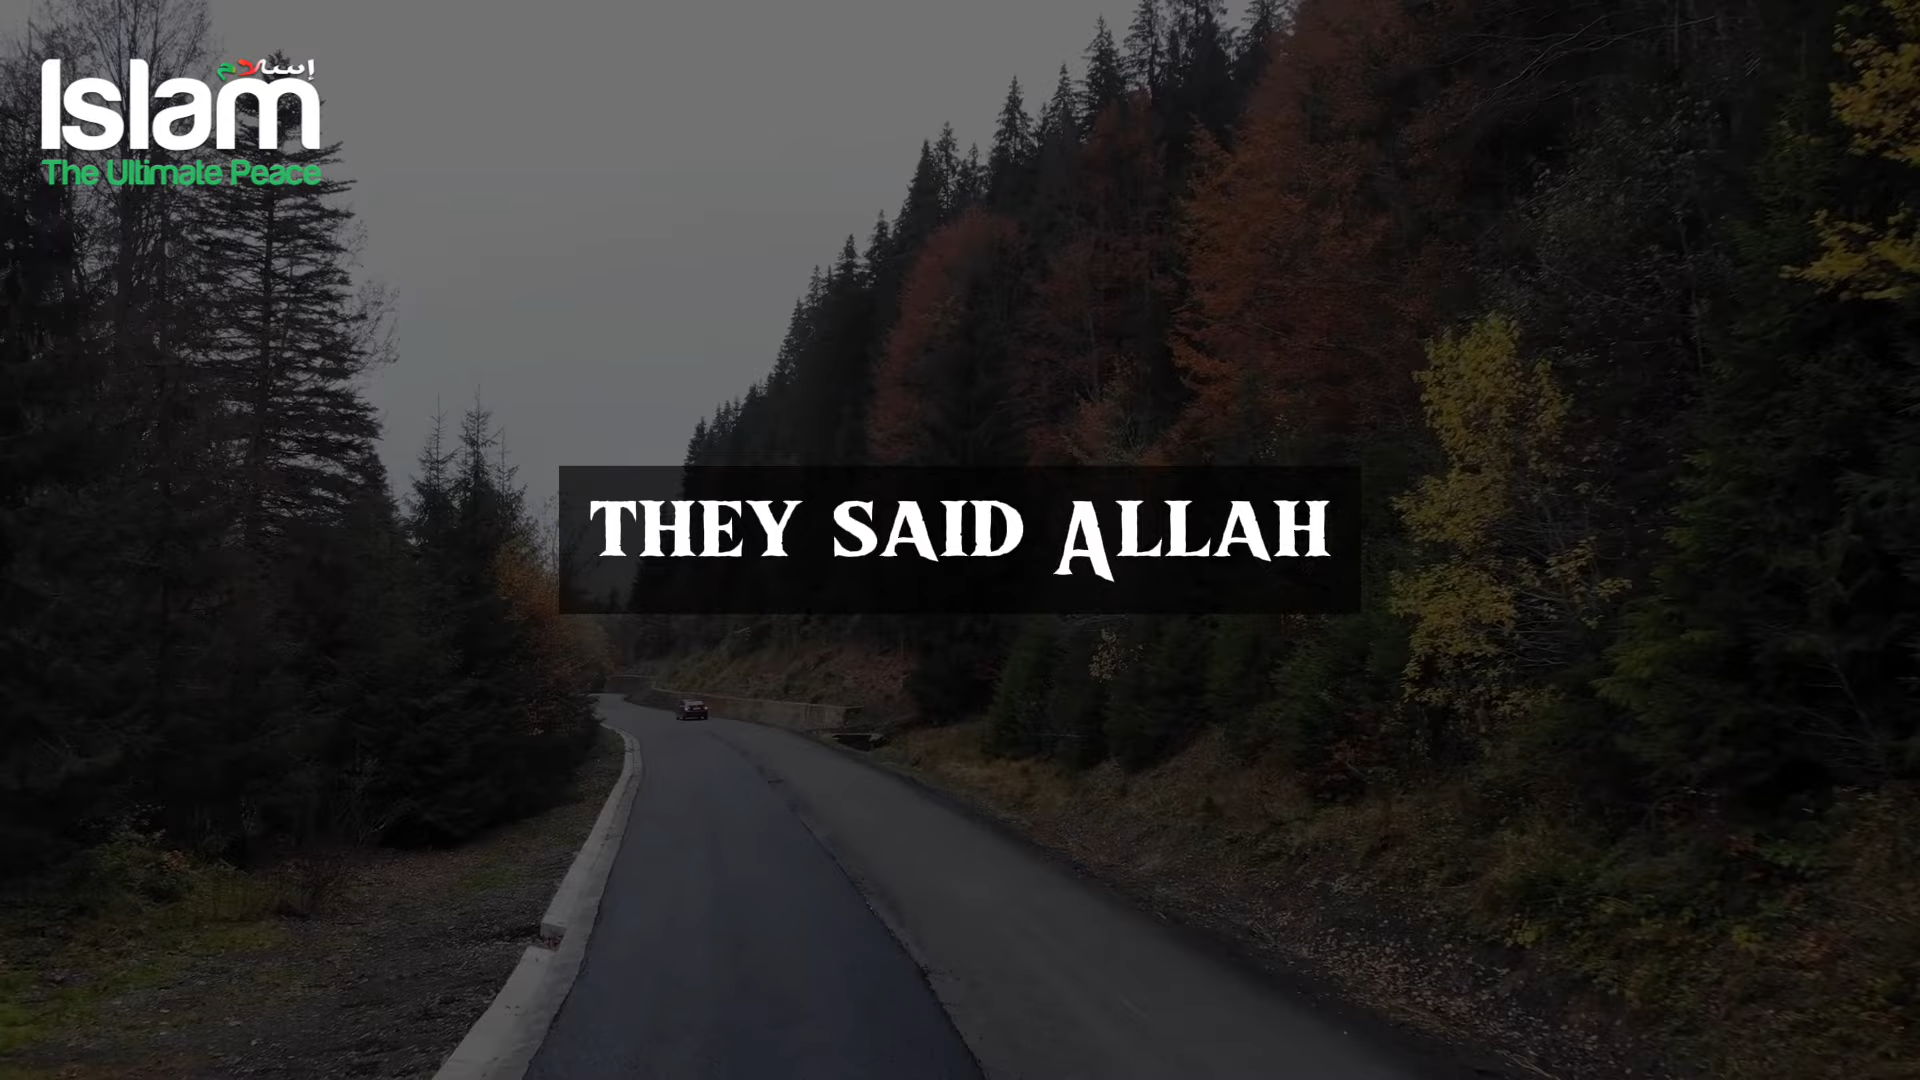 إسلام
Islam
The Ultimate Peace
THEY SAID ALLAH